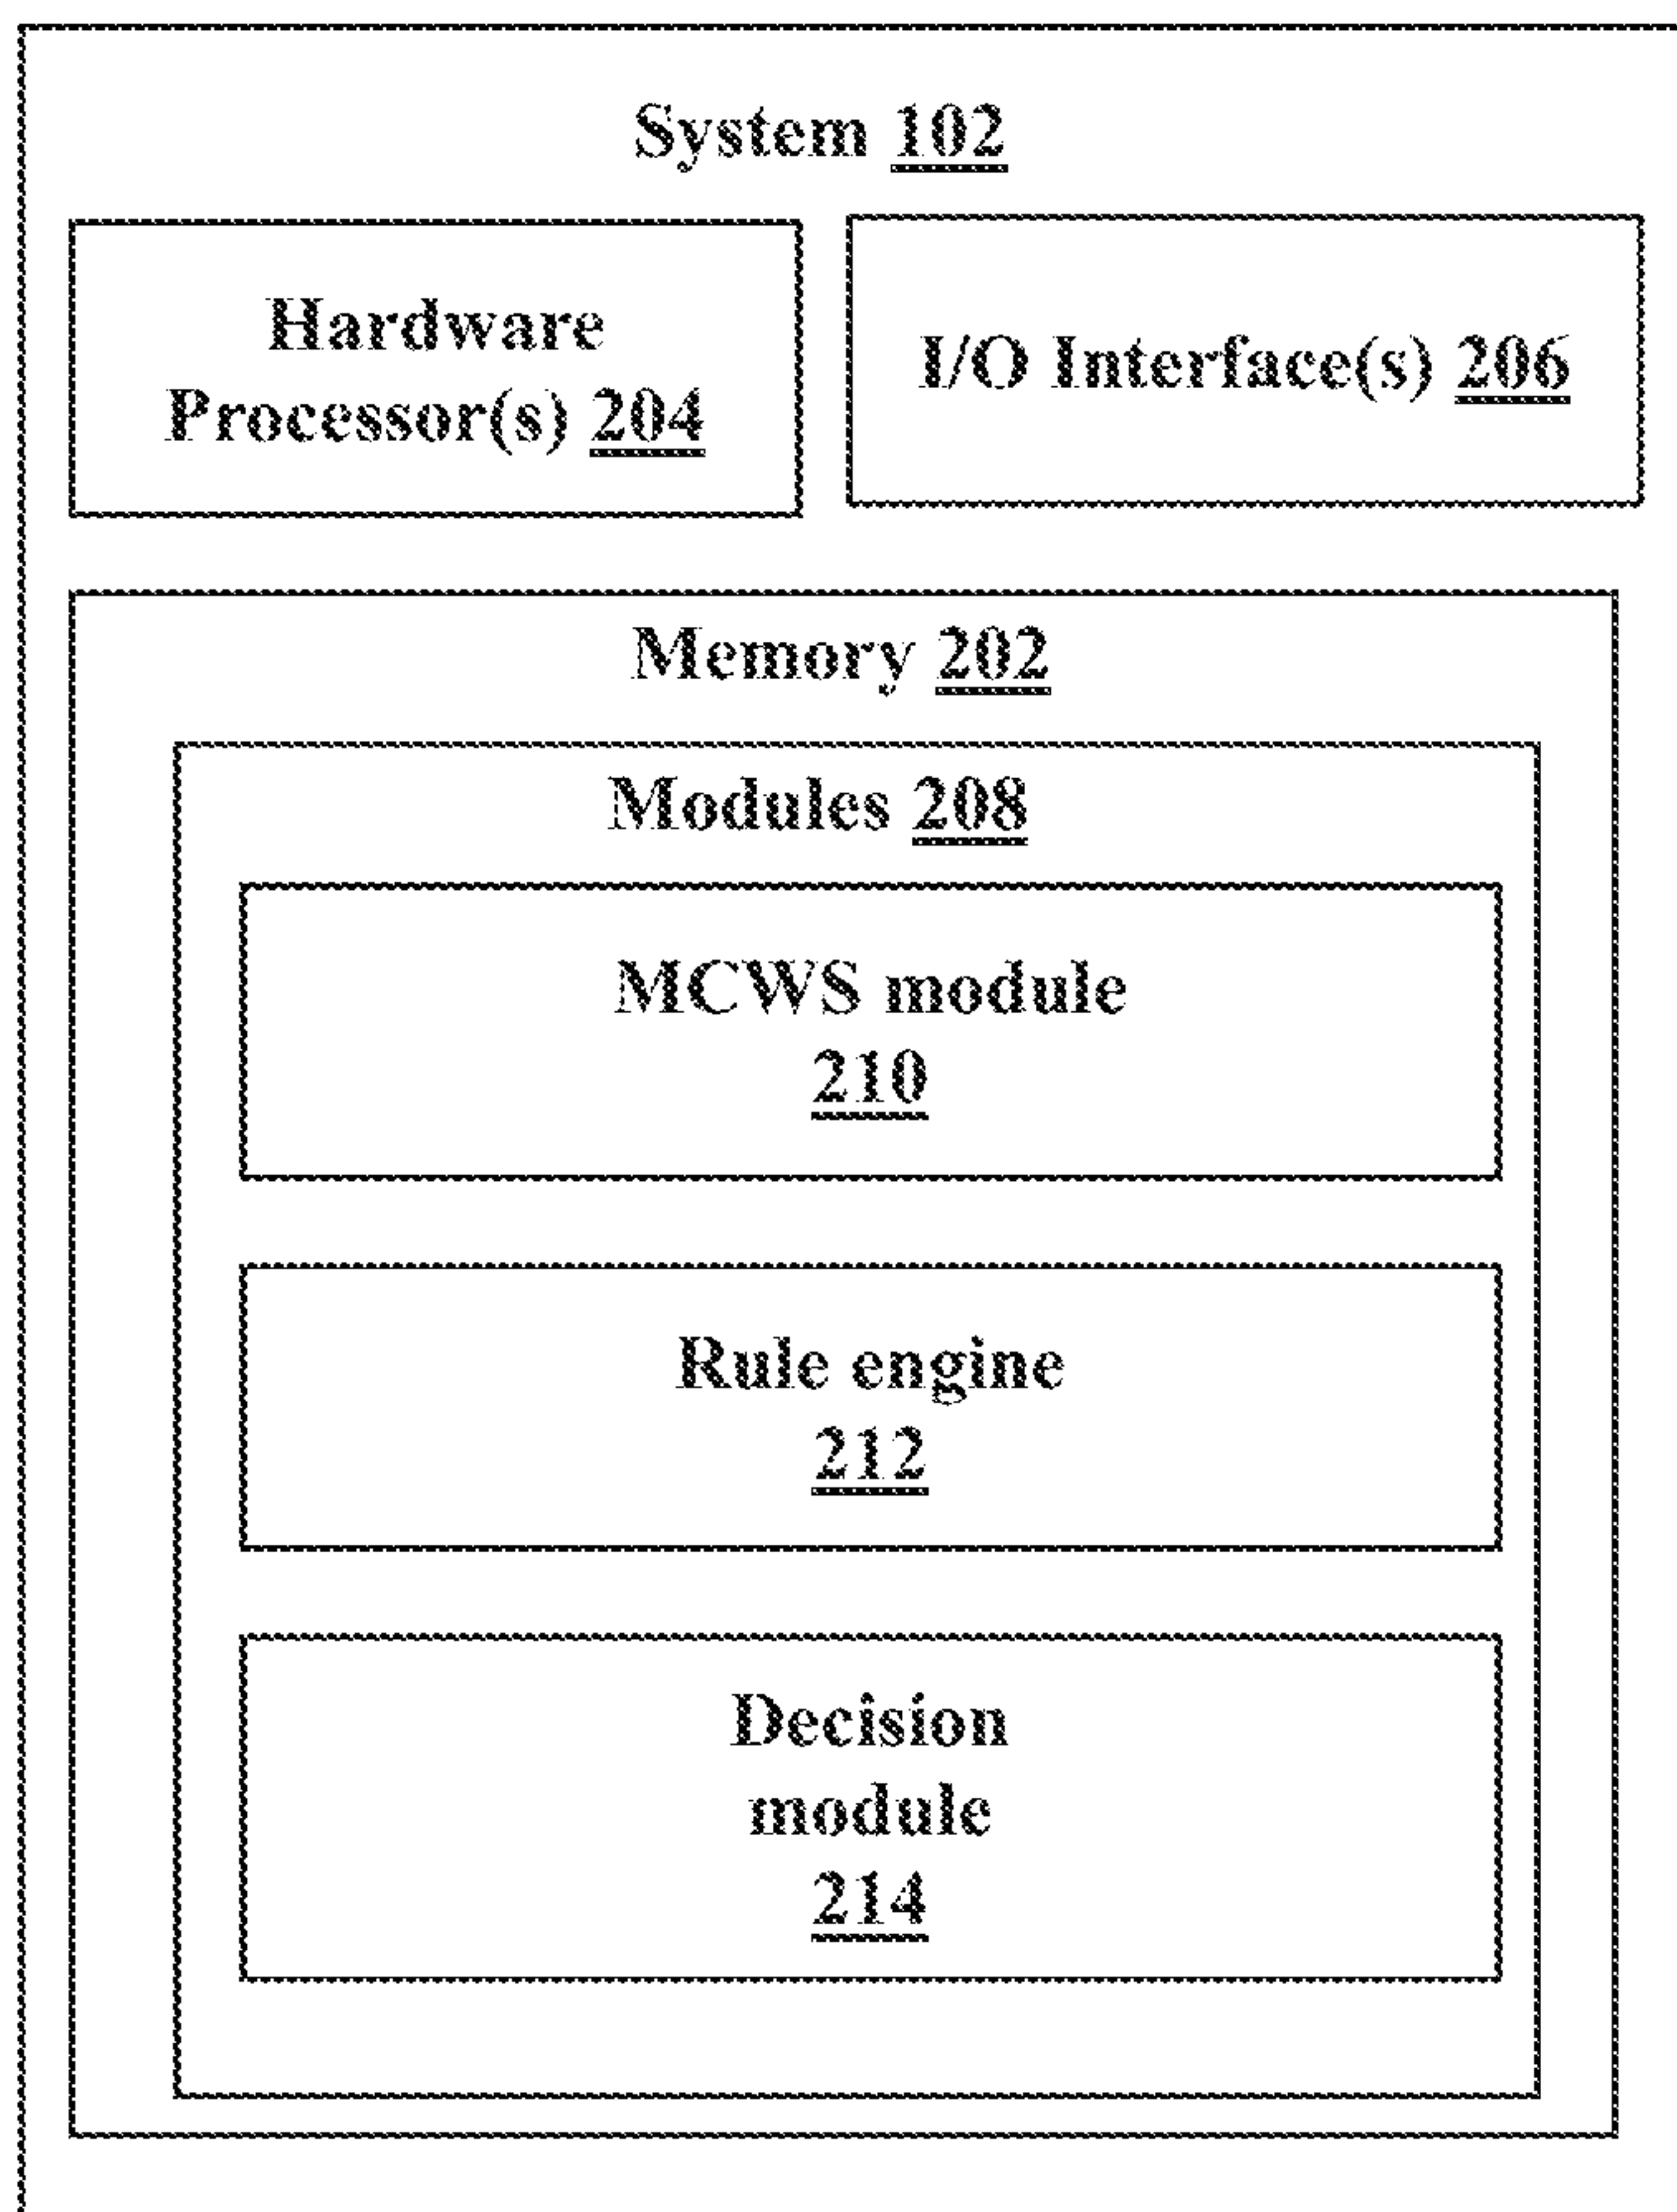 System 102
Hardware
Processor(s) 204
I/O Interface(s) 206
Memory 202
Modules 208
MCWS module
210
Rule engine
212
Decision
module
214